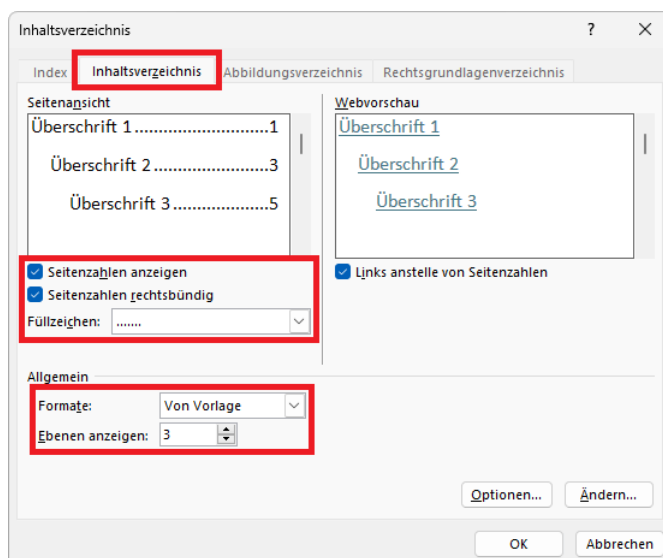 Inhaltsverzeichnis ? ×
Index Inhaltsverzeichnis Abbildungsverzeichnis Rechtsgrundlagenverzeichnis
Seitenansicht
Überschrift 1...........................1
Überschrift 2......................3
Überschrift 3..................5
Webvorschau
Überschrift 1
Überschrift 2
Überschrift 3
Seitenzahlen anzeigen
Seitenzahlen rechtsbündig
Füllzeichen: .......
Links anstelle von Seitenzahlen
Allgemein
Formate: Von Vorlage
Ebenen anzeigen: 3
Optionen... Ändern...
OK Abbrechen